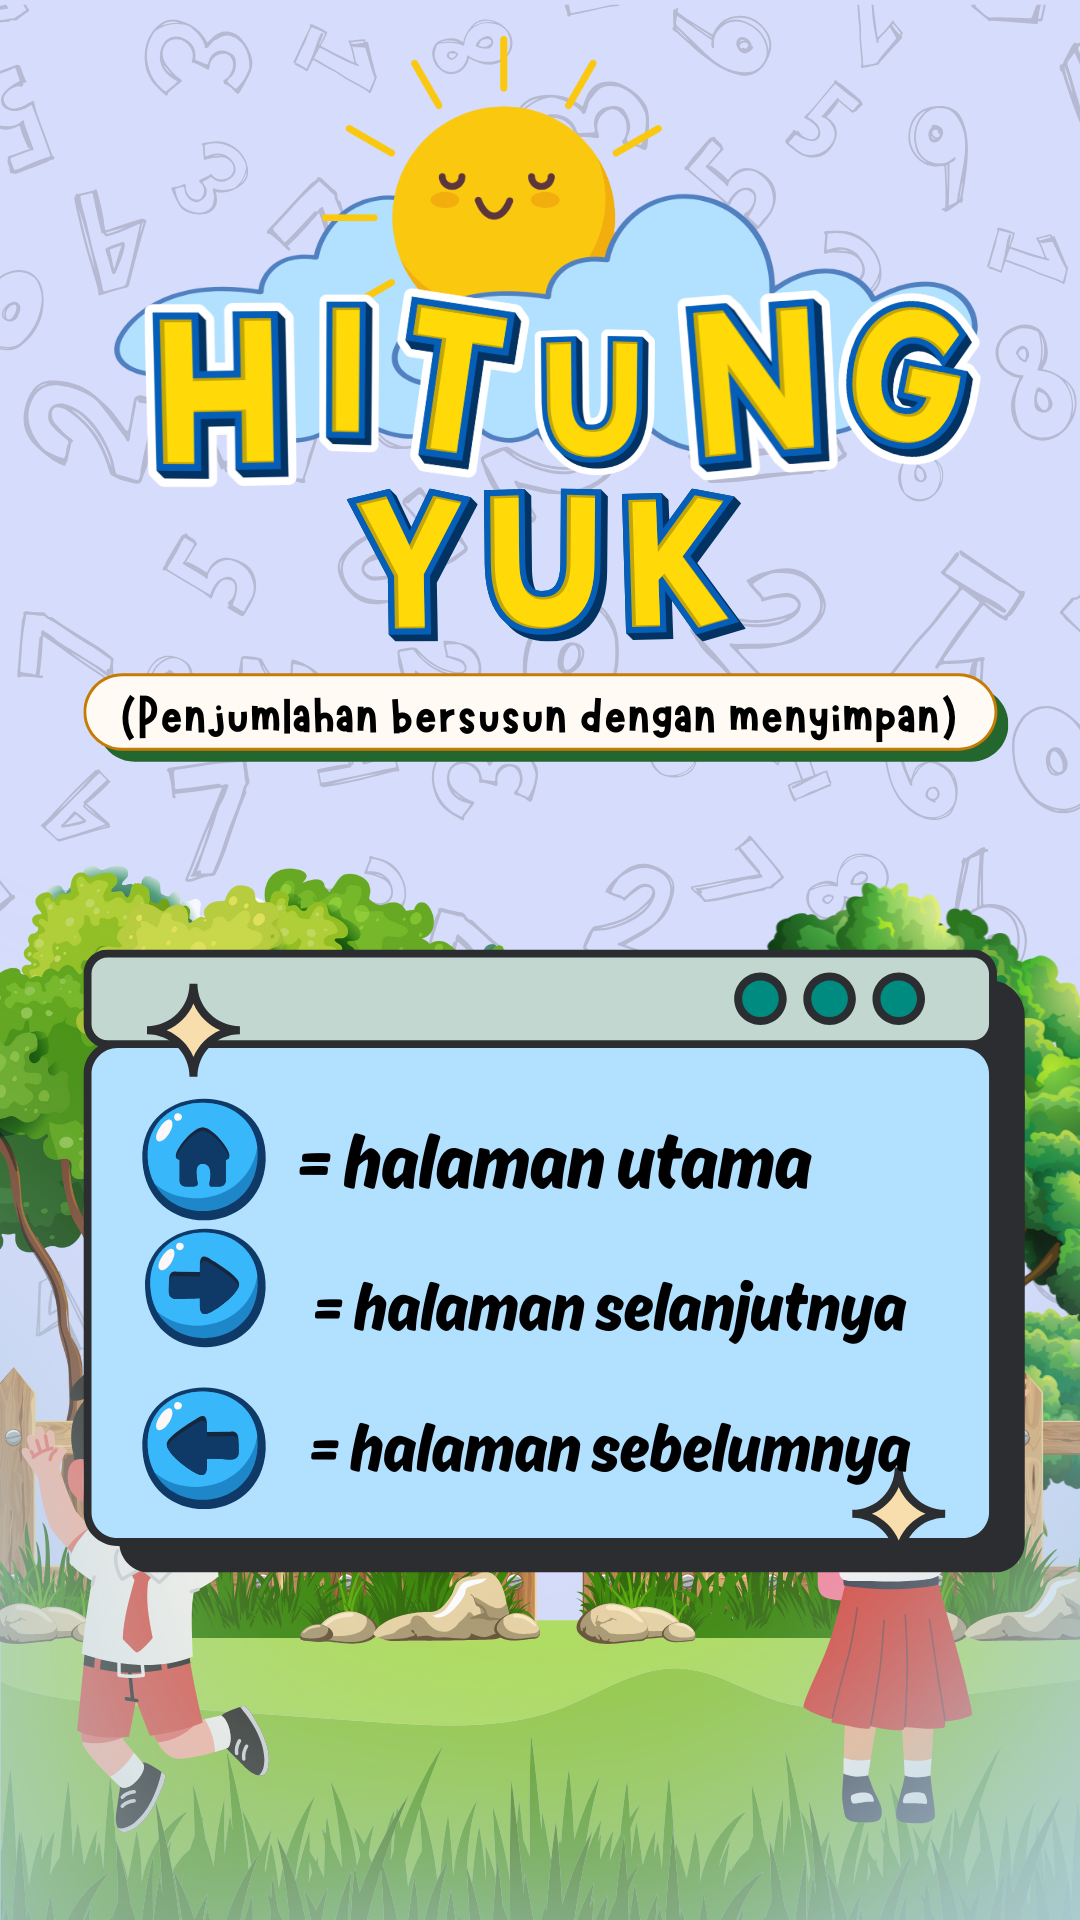 HITUNG
YUK
(Penjumlahan bersusun dengan menyimpan)
= halaman utama
= halaman selanjutnya
= halaman sebelumnya